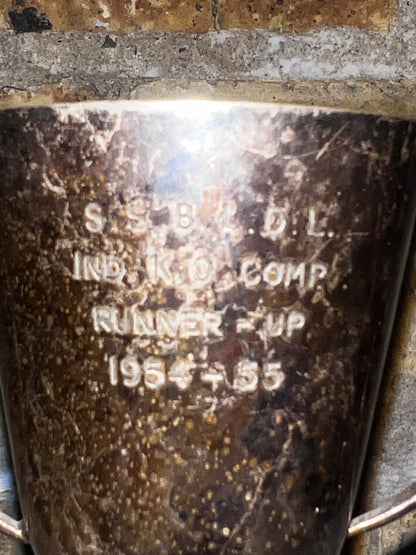 S. S. B. L. D. L.
IND. K.O. COMP.
RUNNER - UP
1954 - 55